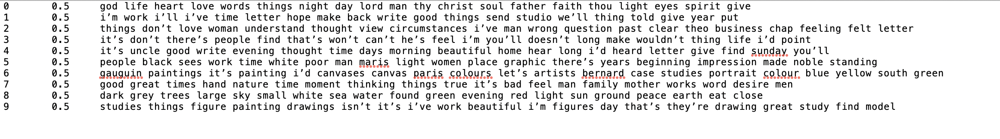 0 0.5 god life heart love words things night day lord man thy christ soul father faith thou light eyes spirit give
1 0.5 i’m work i’ll i’ve time letter hope make back write good things send studio we’ll thing told give year put
2 0.5 things don’t love woman understand thought view circumstances i’ve man wrong question past clear theo business chap feeling felt letter
3 0.5 it’s don’t there’s people find that’s won’t can’t he’s feel i’m you’ll doesn’t long make wouldn’t thing life i’d point
4 0.5 it’s uncle good write evening thought time days morning beautiful home hear long i’d heard letter give find sunday you’ll
5 0.5 people black sees work time white poor man maris light women place graphic there’s years beginning impression made noble standing
6 0.5 gauguin paintings it’s painting i’d canvases canvas paris colours let’s artists bernard case studies portrait colour blue yellow south green
7 0.5 good great times hand nature time moment thinking things true it’s bad feel man family mother works word desire men
8 0.5 dark grey trees large sky small white sea water found green evening red light sun ground peace earth eat close
9 0.5 studies things figure painting drawings isn’t it’s i’ve work beautiful i’m figures day that’s they’re drawing great study find model